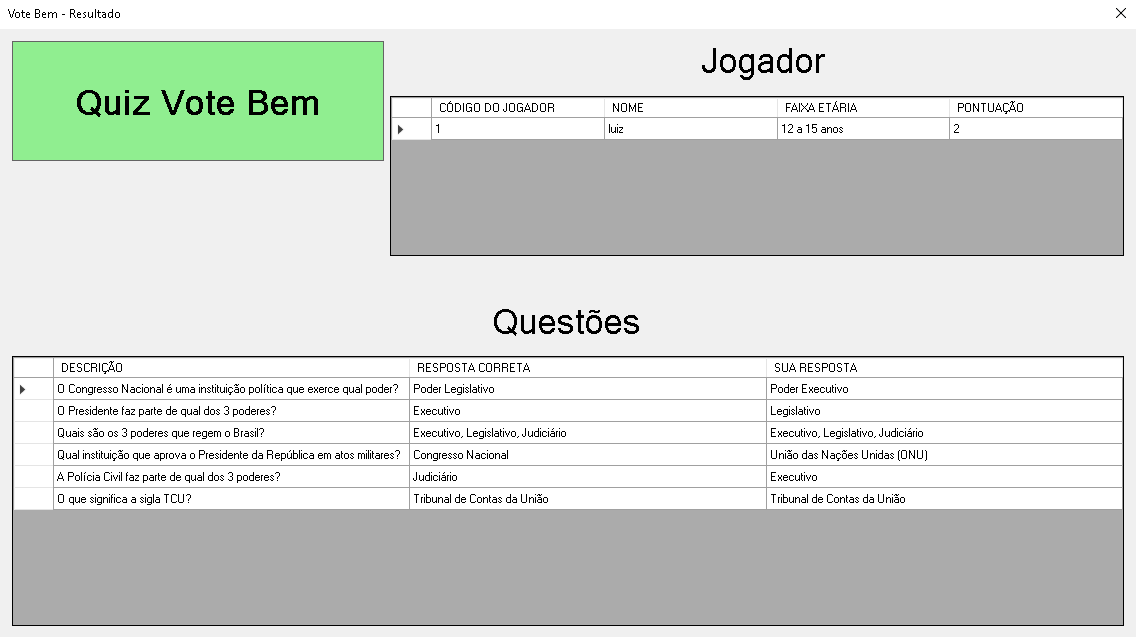 Vote Bem - Resultado
Quiz Vote Bem
Jogador
CÓDIGO DO JOGADOR NOME FAIXA ETÁRIA PONTUAÇÃO
1 luiz 12 a 15 anos 2
Questões
DESCRIÇÃO RESPOSTA CORRETA SUA RESPOSTA
O Congresso Nacional é uma instituição política que exerce qual poder? Poder Legislativo Poder Executivo
O Presidente faz parte de qual dos 3 poderes? Executivo Legislativo
Quais são os 3 poderes que regem o Brasil? Executivo, Legislativo, Judiciário Executivo, Legislativo, Judiciário
Qual instituição que aprova o Presidente da República em atos militares? Congresso Nacional União das Nações Unidas (ONU)
A Polícia Civil faz parte de qual dos 3 poderes? Judiciário Executivo
O que significa a sigla TCU? Tribunal de Contas da União Tribunal de Contas da União